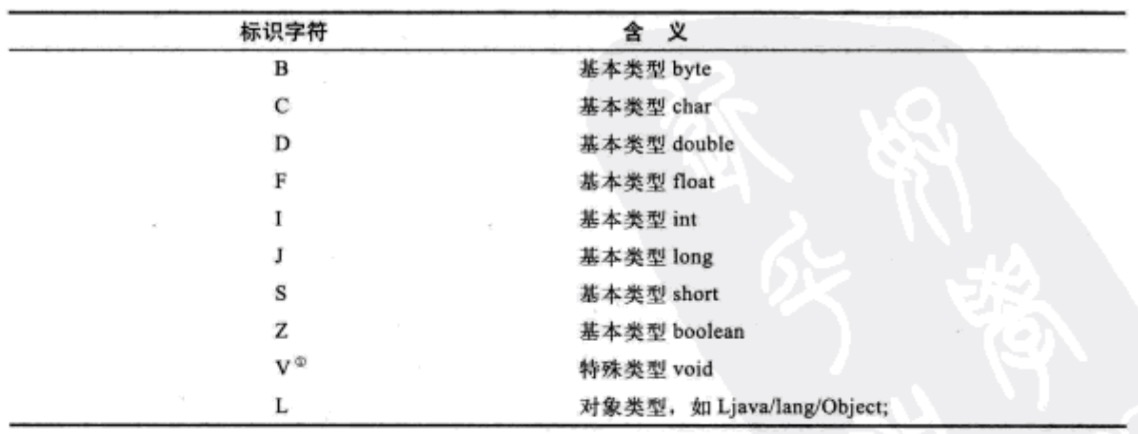 标识字符 含 义
B 基本类型 byte
C 基本类型 char
D 基本类型 double
F 基本类型 float
I 基本类型 int
J 基本类型 long
S 基本类型 short
Z 基本类型 boolean
V① 特殊类型 void
L 对象类型，如 Ljava/lang/Object;